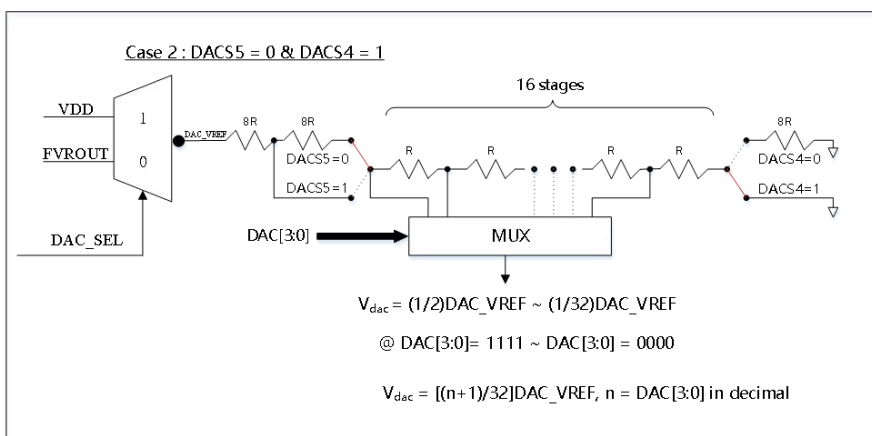 Case 2 : DACS5 = 0 & DACS4 = 1
16 stages
VDD
1
DAC_VREF
8R
8R
R
R
R
R
8R
FVROUT
0
DACS5=0
DACS4=0
DACS5=1
DACS4=1
DAC_SEL
DAC[3:0]
MUX
Vdac = (1/2)DAC_VREF ~ (1/32)DAC_VREF
@ DAC[3:0]= 1111 ~ DAC[3:0] = 0000
Vdac = [(n+1)/32]DAC_VREF, n = DAC[3:0] in decimal